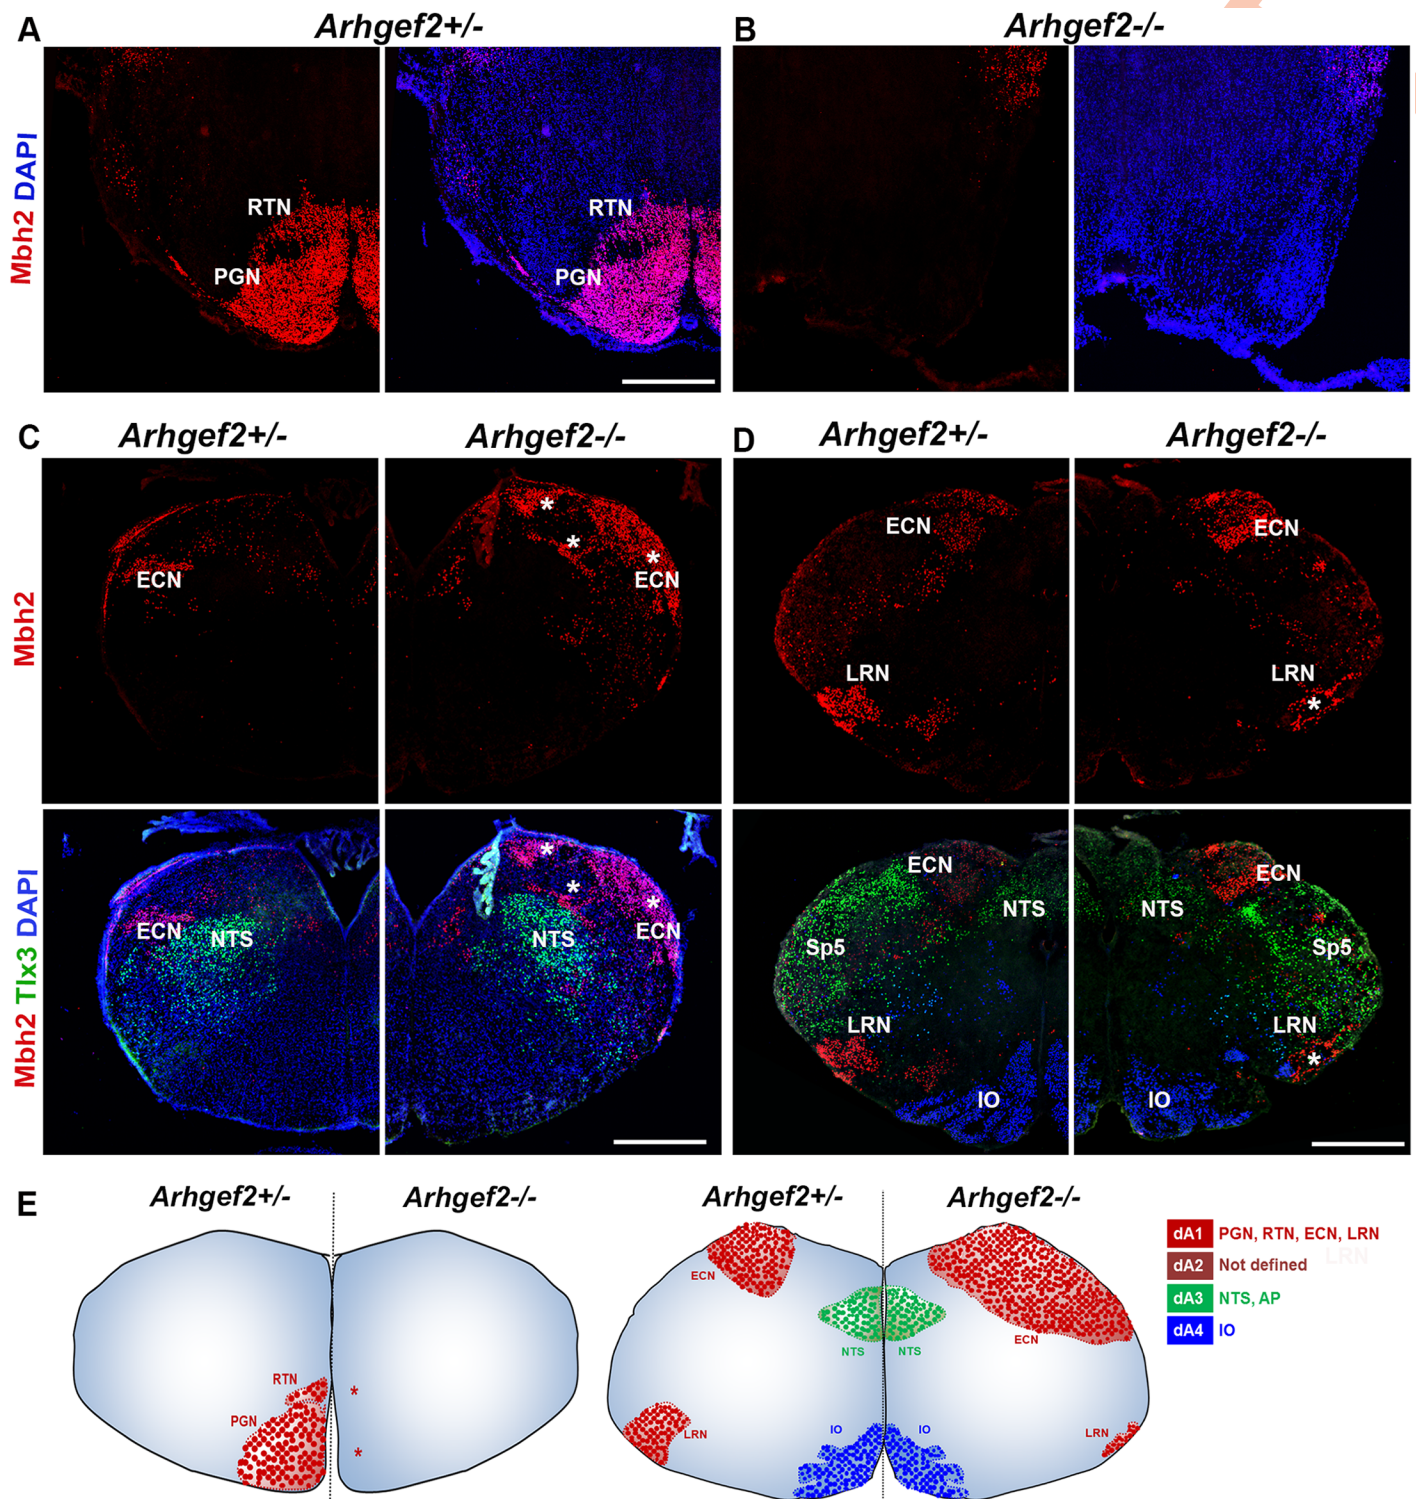 A
Arhgef2+/-
B
Arhgef2-/-
Mbh2 DAPI
RTN
PGN
RTN
PGN
C
Arhgef2+/-
Arhgef2-/-
D
Arhgef2+/-
Arhgef2-/-
Mbh2
ECN
*
*
*
ECN
ECN
LRN
ECN
LRN
*
Mbh2 Tlx3 DAPI
ECN
NTS
*
*
*
NTS
ECN
ECN
NTS
Sp5
LRN
IO
NTS
ECN
Sp5
LRN
*
IO
E
Arhgef2+/-
Arhgef2-/-
RTN
PGN
*
*
Arhgef2+/-
Arhgef2-/-
ECN
NTS
NTS
ECN
LRN
IO
IO
LRN
dA1 PGN, RTN, ECN, LRN
LRN
dA2 Not defined
dA3 NTS, AP
dA4 IO